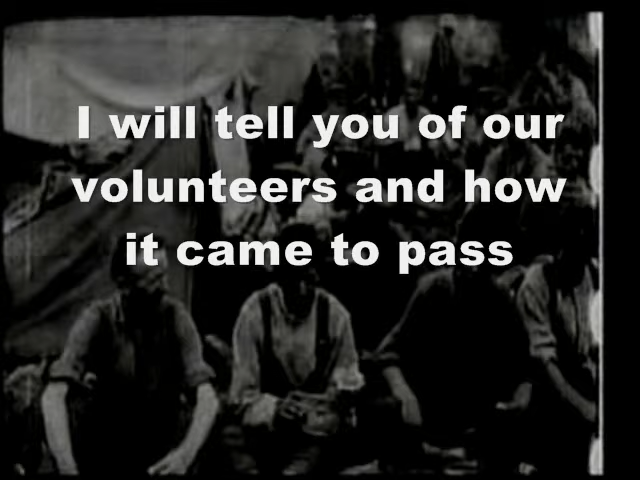 I will tell you of our
volunteers and how
it came to pass